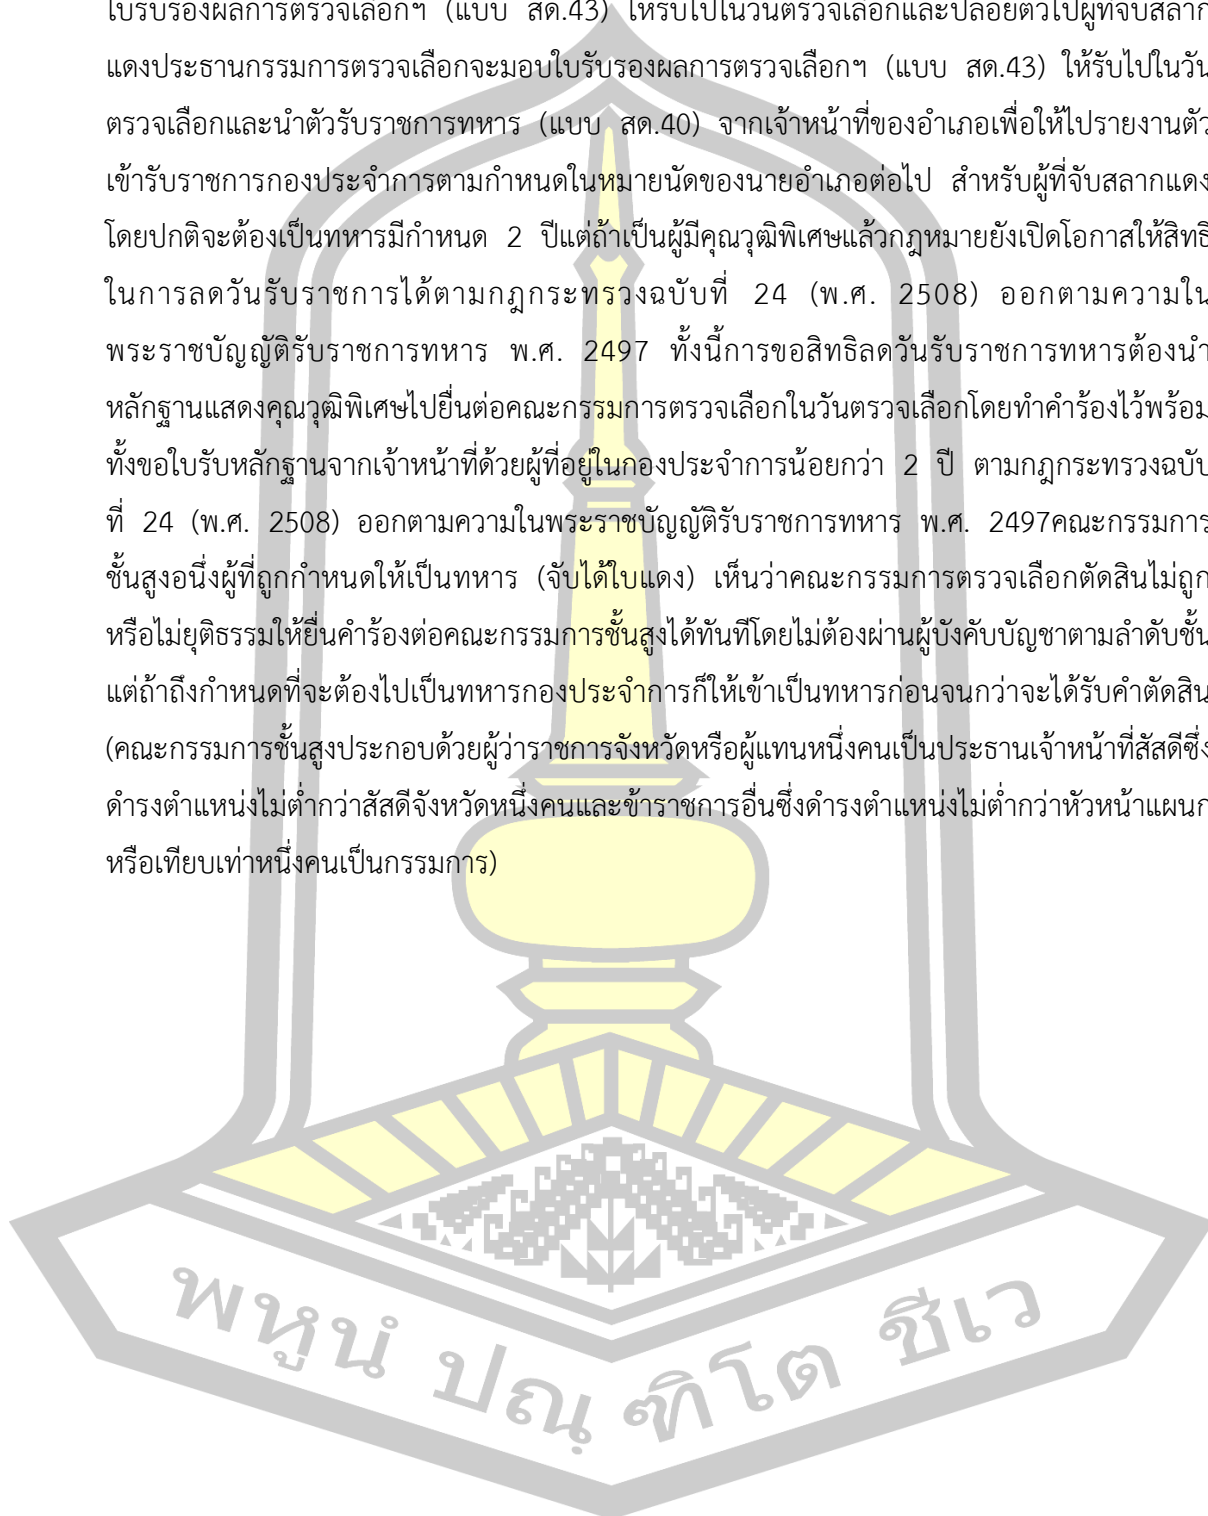 ใบรับรองผลการตรวจเลือกฯ (แบบ สด.43) ให้รับไปในวันตรวจเลือกและปล่อยตัวไปผู้ที่จับสลาก
แดงประธานกรรมการตรวจเลือกจะมอบใบรับรองผลการตรวจเลือกฯ (แบบ สด.43) ให้รับไปในวัน
ตรวจเลือกและนำตัวรับราชการทหาร (แบบ สด.40) จากเจ้าหน้าที่ของอำเภอเพื่อให้ไปรายงานตัว
เข้ารับราชการกองประจำการตามกำหนดในหมายนัดของนายอำเภอต่อไป สำหรับผู้ที่จับสลากแดง
โดยปกติจะต้องเป็นทหารมีกำหนด 2 ปีแต่ถ้าเป็นผู้มีคุณวุฒิพิเศษแล้วกฎหมายยังเปิดโอกาสให้สิทธิ
ในการลดวันรับราชการได้ตามกฎกระทรวงฉบับที่ 24 (พ.ศ. 2508) ออกตามความใน
พระราชบัญญัติรับราชการทหาร พ.ศ. 2497 ทั้งนี้การขอสิทธิลดวันรับราชการทหารต้องนำ
หลักฐานแสดงคุณวุฒิพิเศษไปยื่นต่อคณะกรรมการตรวจเลือกในวันตรวจเลือกโดยทำคำร้องไว้พร้อม
ทั้งขอใบรับหลักฐานจากเจ้าหน้าที่ด้วยผู้ที่อยู่ในกองประจำการน้อยกว่า 2 ปี ตามกฎกระทรวงฉบับ
ที่ 24 (พ.ศ. 2508) ออกตามความในพระราชบัญญัติรับราชการทหาร พ.ศ. 2497คณะกรรมการ
ชั้นสูงอนึ่งผู้ที่ถูกกำหนดให้เป็นทหาร (จับได้ใบแดง) เห็นว่าคณะกรรมการตรวจเลือกตัดสินไม่ถูก
หรือไม่ยุติธรรมให้ยื่นคำร้องต่อคณะกรรมการชั้นสูงได้ทันทีโดยไม่ต้องผ่านผู้บังคับบัญชาตามลำดับชั้น
แต่ถ้าถึงกำหนดที่จะต้องไปเป็นทหารกองประจำการก็ให้เข้าเป็นทหารก่อนจนกว่าจะได้รับคำตัดสิน
(คณะกรรมการชั้นสูงประกอบด้วยผู้ว่าราชการจังหวัดหรือผู้แทนหนึ่งคนเป็นประธานเจ้าหน้าที่สัสดีซึ่ง
ดำรงตำแหน่งไม่ต่ำกว่าสัสดีจังหวัดหนึ่งคนและข้าราชการอื่นซึ่งดำรงตำแหน่งไม่ต่ำกว่าหัวหน้าแผนก
หรือเทียบเท่าหนึ่งคนเป็นกรรมการ)
พหูนํ ปณฺฑิโต ชีเว